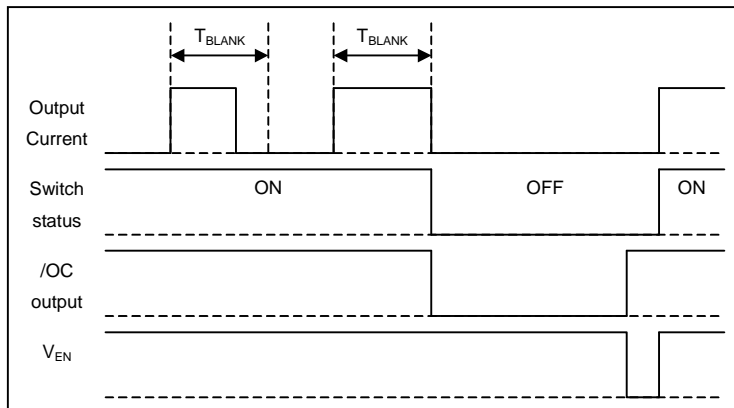 TBLANK TBLANK
Output
Current
Switch
status
ON OFF ON
/OC
output
VEN